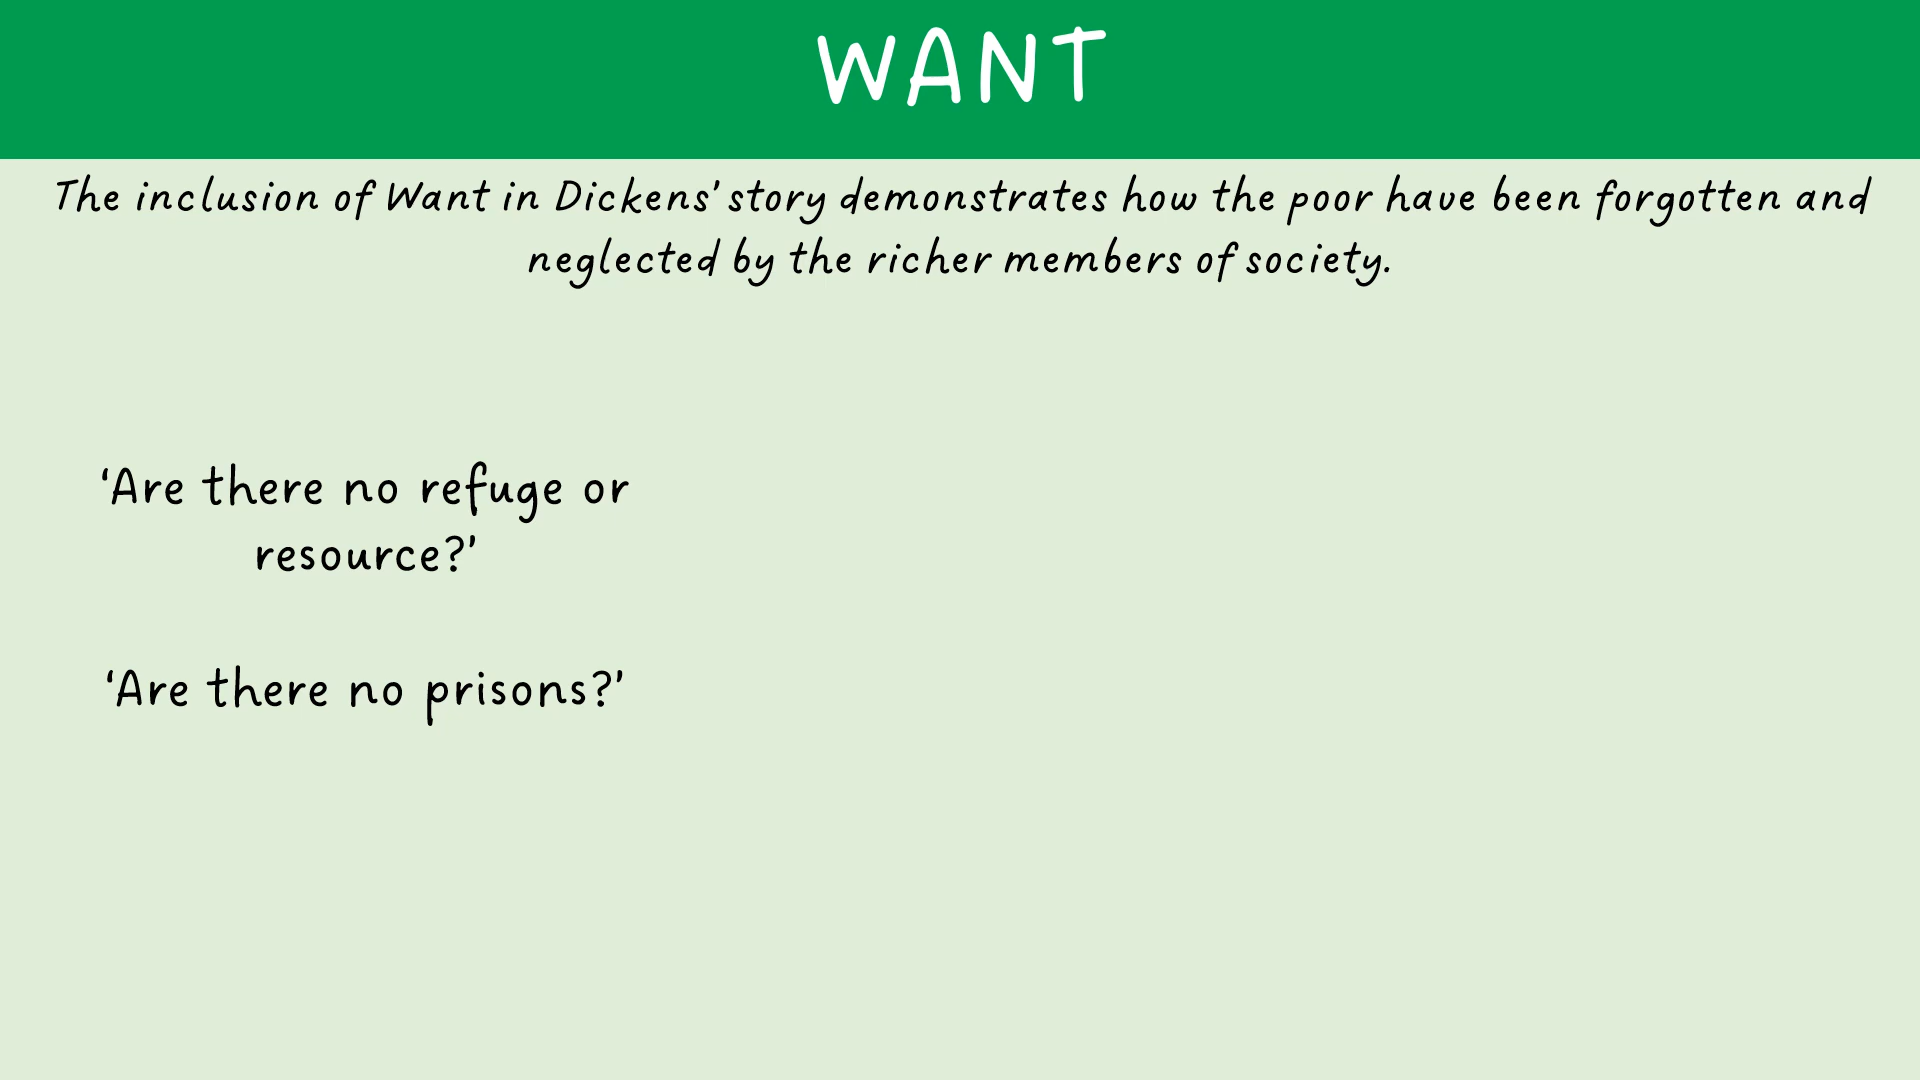 WANT
The inclusion of Want in Dickens’ story demonstrates how the poor have been forgotten and
neglected by the richer members of society.
‘Are there no refuge or
resource?’
‘Are there no prisons?’